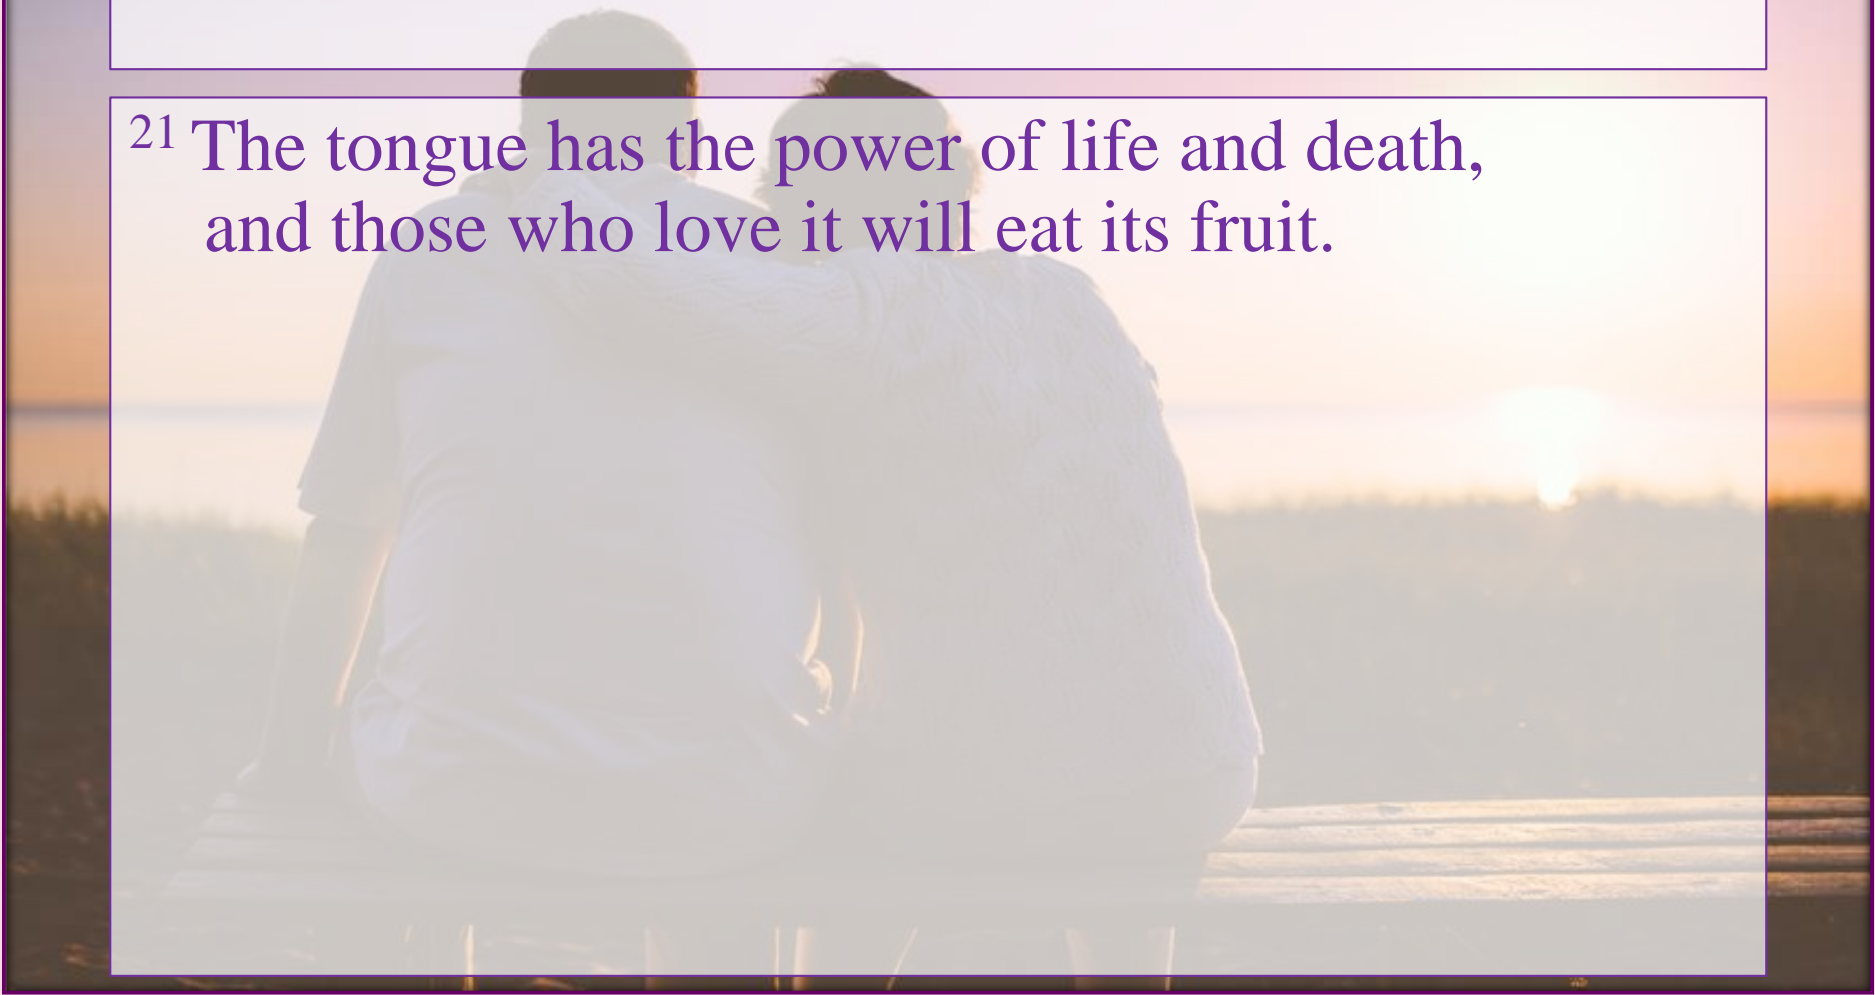 21 The tongue has the power of life and death,
and those who love it will eat its fruit.